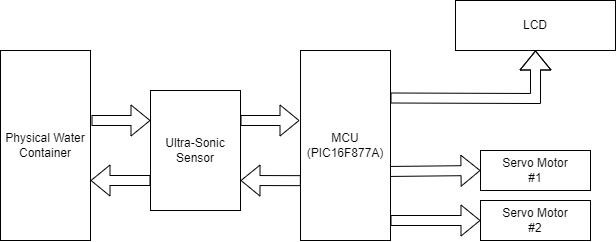 LCD
Physical Water
Container
Ultra-Sonic
Sensor
MCU
(PIC16F877A)
Servo Motor
#1
Servo Motor
#2